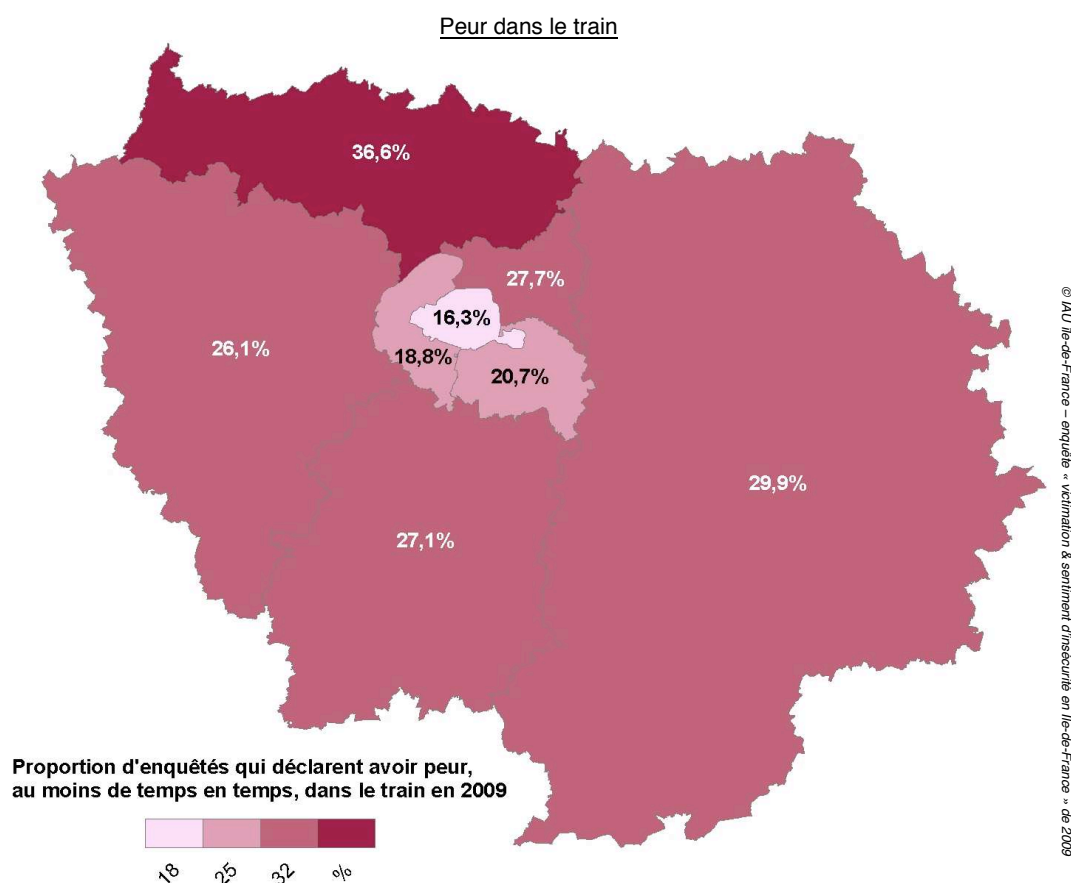 Peur dans le train
36,6%
27,7%
16,3%
26,1%
18,8%
20,7%
29,9%
27,1%
Proportion d'enquêtés qui déclarent avoir peur,
au moins de temps en temps, dans le train en 2009
18 25 32 %
© IAU île-de-France – enquête « victimation & sentiment d'insécurité en Ile-de-France » de 2009